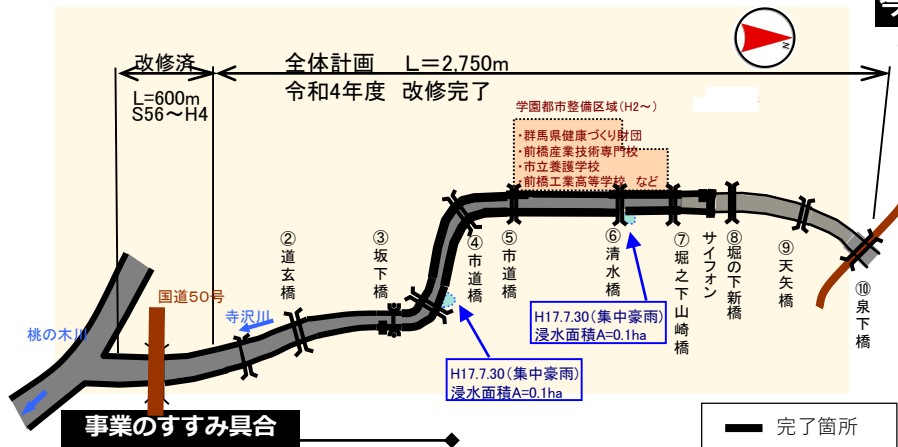 改修済
L=600m
S56～H4
全体計画　L＝2,750m
令和4年度 改修完了
N
学園都市整備区域(H2～)
・群馬県健康づくり財団
・前橋産業技術専門校
・市立養護学校
・前橋工業高等学校 など
②道玄橋
③坂下橋
④市道橋
⑤市道橋
⑥清水橋
⑦堀之下山崎橋
サイフォン
⑧堀の下新橋
⑨天矢橋
⑩泉下橋
国道50号
寺沢川
桃の木川
H17.7.30(集中豪雨)
浸水面積A=0.1ha
H17.7.30(集中豪雨)
浸水面積A=0.1ha
事業のすすみ具合
完了箇所